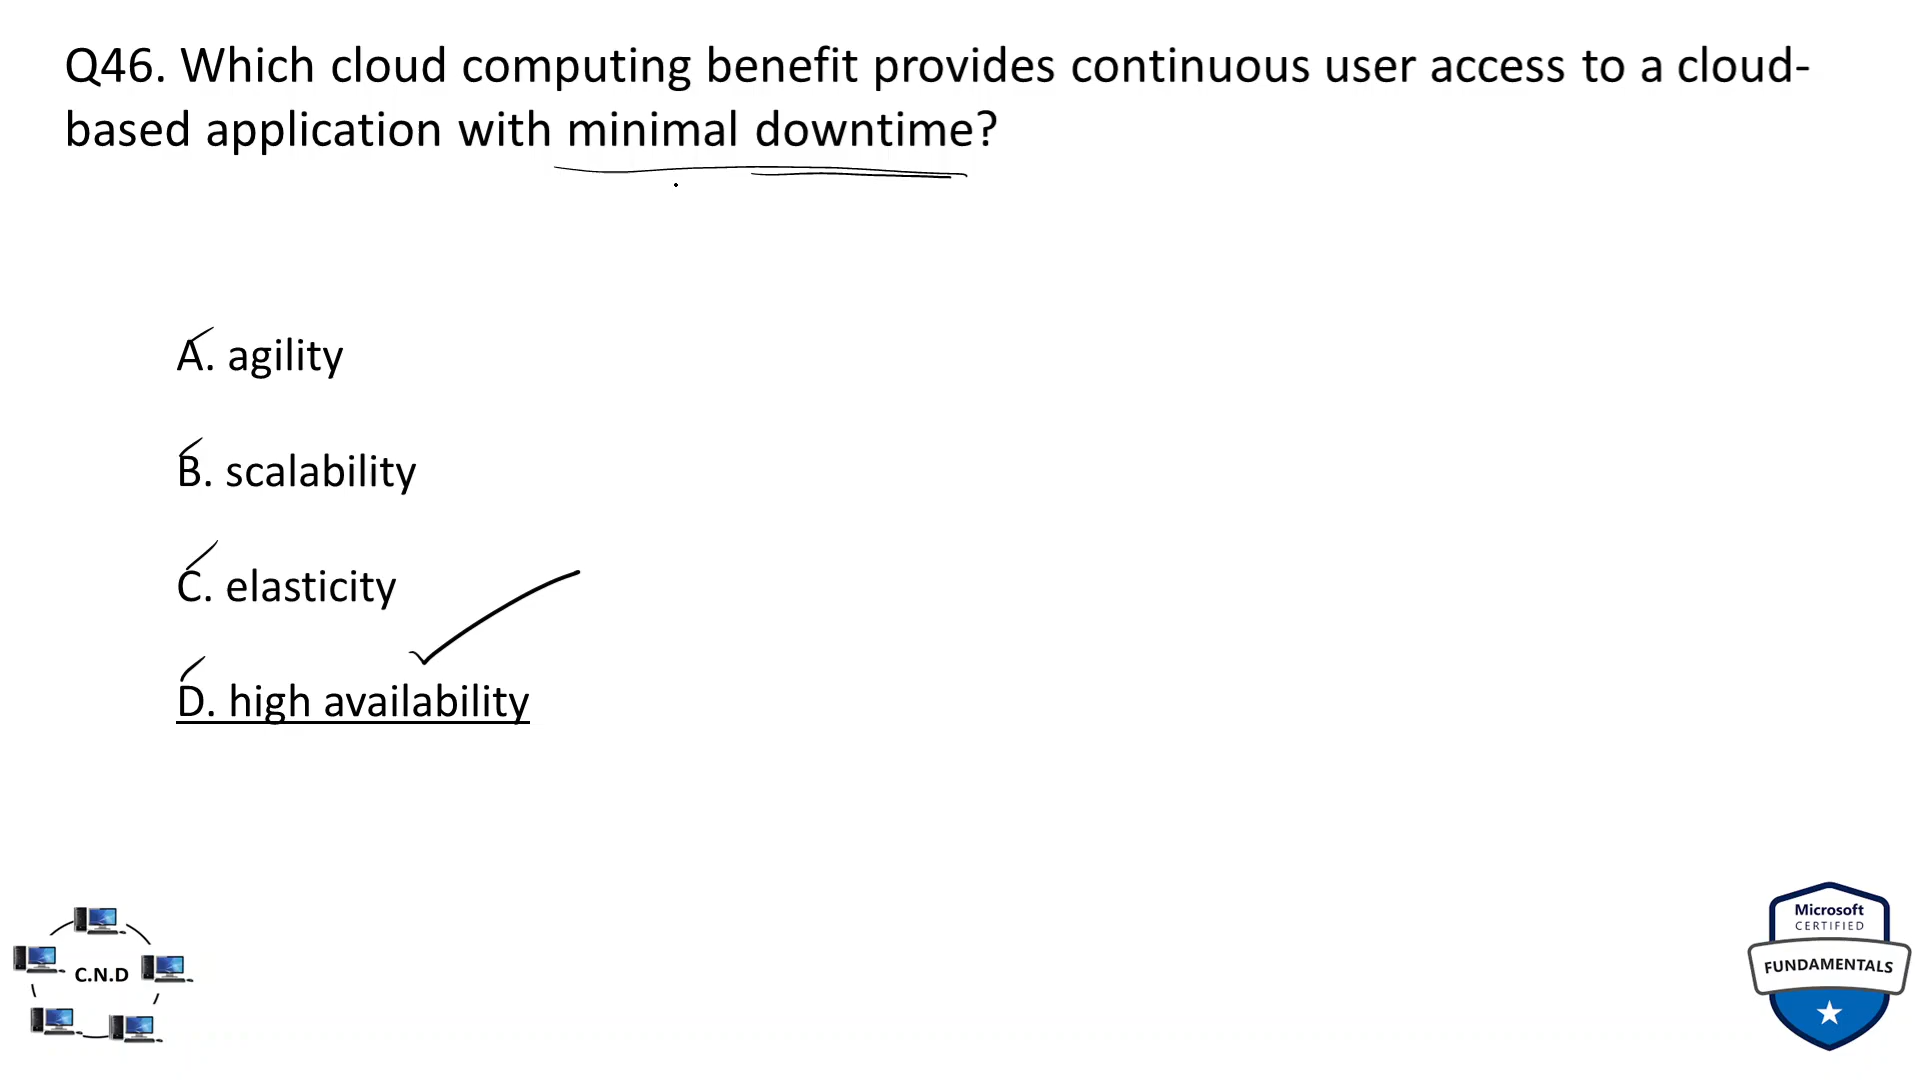 Q46. Which cloud computing benefit provides continuous user access to a cloud-
based application with minimal downtime?
A. agility
B. scalability
C. elasticity
D. high availability
C.N.D
Microsoft
CERTIFIED
FUNDAMENTALS